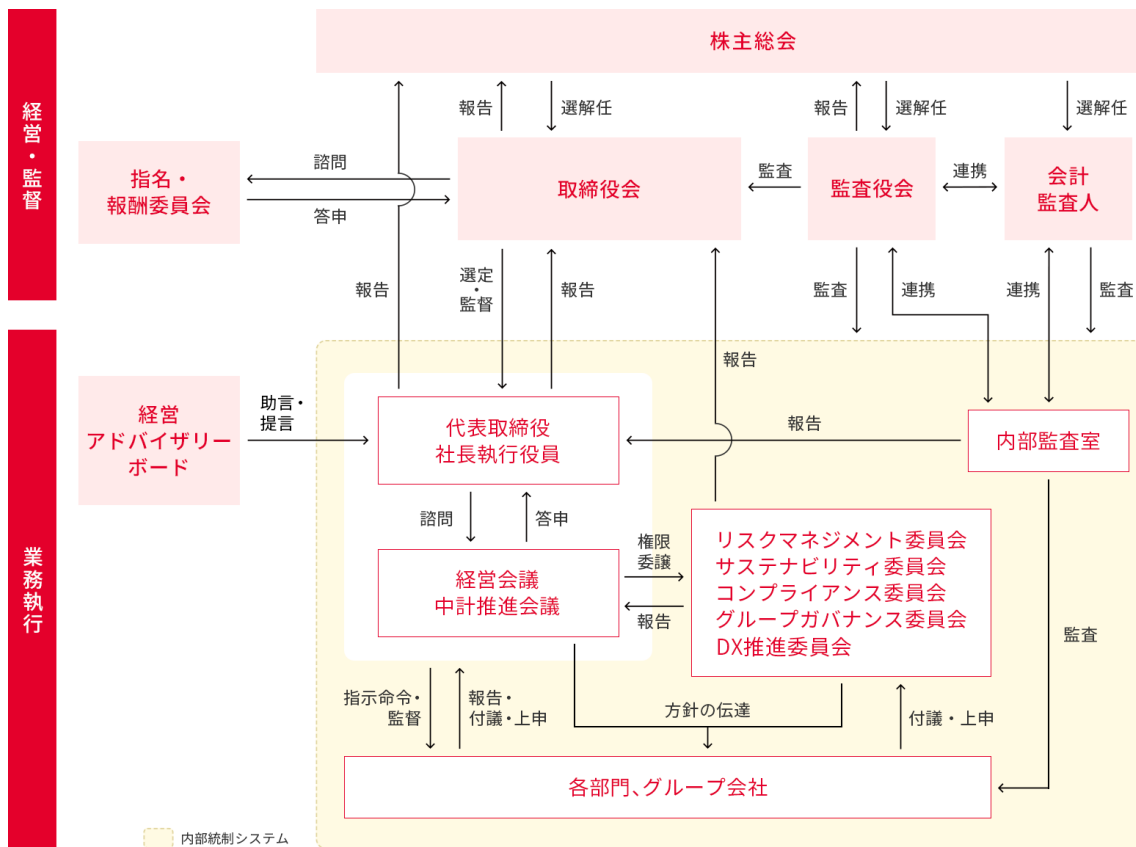 経営・監督
株主総会
報告
選解任
報告
選解任
選解任
指名・
報酬委員会
諮問
答申
取締役会
監査
監査役会
連携
会計
監査人
報告
選定
・
監督
報告
監査
連携
連携
監査
業務執行
報告
経営
アドバイザリー
ボード
助言・
提言
代表取締役
社長執行役員
報告
内部監査室
諮問
答申
経営会議
中計推進会議
権限
委譲
報告
リスクマネジメント委員会
サステナビリティ委員会
コンプライアンス委員会
グループガバナンス委員会
DX推進委員会
監査
指示命令・
監督
報告・
付議・上申
方針の伝達
付議・上申
各部門、グループ会社
内部統制システム